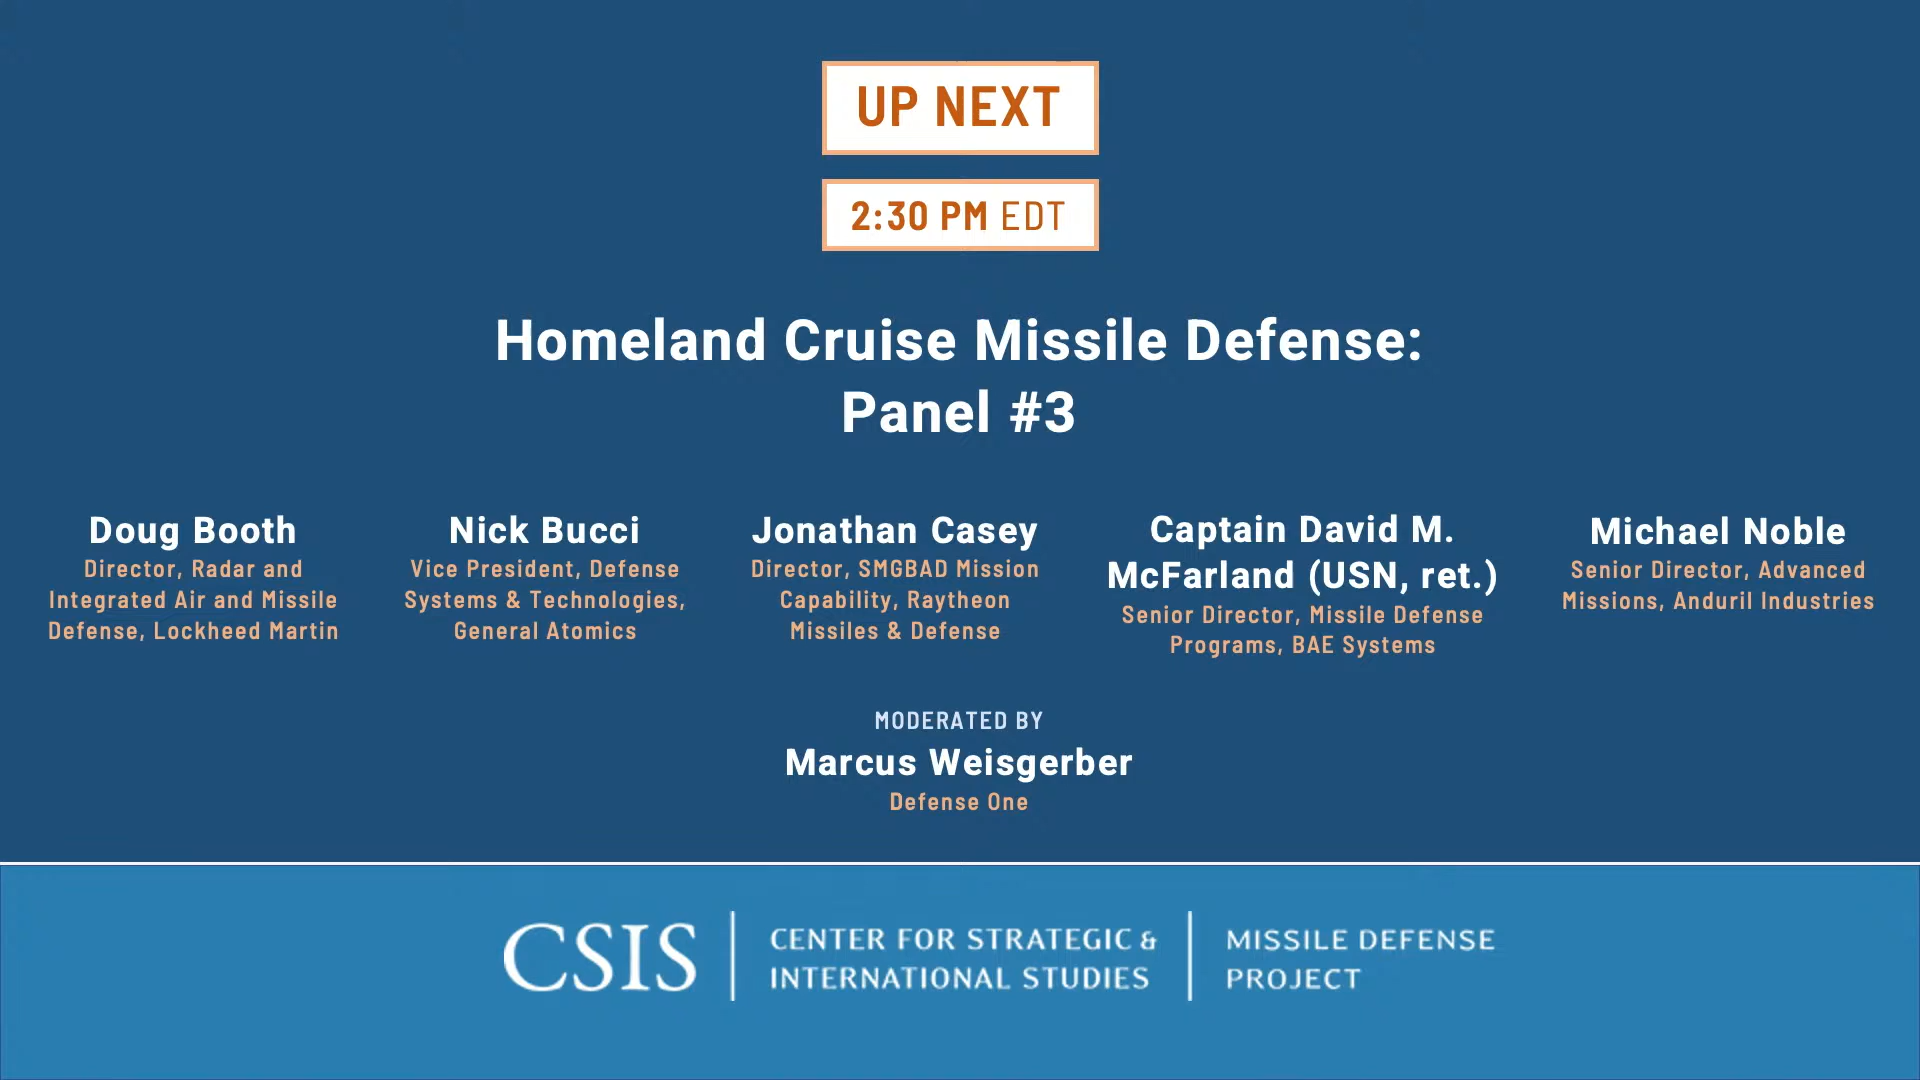 UP NEXT
2:30 PM EDT
Homeland Cruise Missile Defense:
Panel #3
Doug Booth
Director, Radar and
Integrated Air and Missile
Defense, Lockheed Martin
Nick Bucci
Vice President, Defense
Systems & Technologies,
General Atomics
Jonathan Casey
Director, SMGBAD Mission
Capability, Raytheon
Missiles & Defense
Captain David M.
McFarland (USN, ret.)
Senior Director, Missile Defense
Programs, BAE Systems
Michael Noble
Senior Director, Advanced
Missions, Anduril Industries
MODERATED BY
Marcus Weisgerber
Defense One
CSIS
CENTER FOR STRATEGIC &
INTERNATIONAL STUDIES
MISSILE DEFENSE
PROJECT